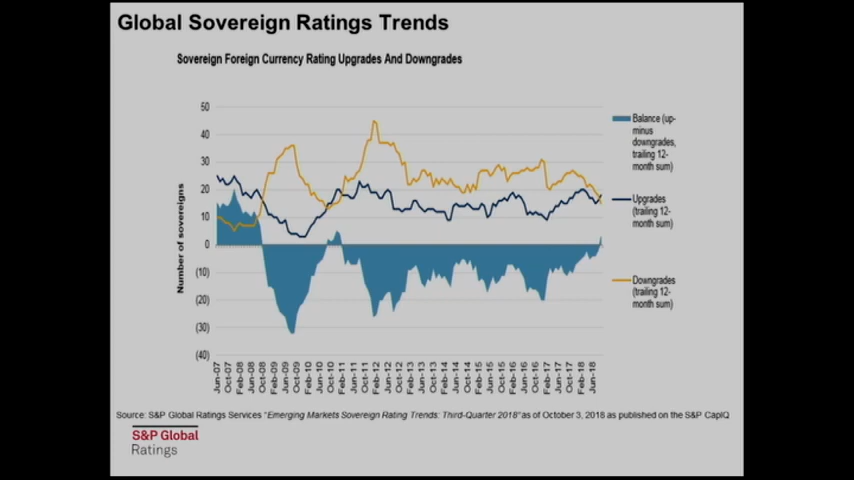 Global Sovereign Ratings Trends
Sovereign Foreign Currency Rating Upgrades And Downgrades
Number of sovereigns
50
40
30
20
10
0
(10)
(20)
(30)
(40)
Jun-07
Oct-07
Feb-08
Jun-08
Oct-08
Feb-09
Jun-09
Oct-09
Feb-10
Jun-10
Oct-10
Feb-11
Jun-11
Oct-11
Feb-12
Jun-12
Oct-12
Feb-13
Jun-13
Oct-13
Feb-14
Jun-14
Oct-14
Feb-15
Jun-15
Oct-15
Feb-16
Jun-16
Oct-16
Feb-17
Jun-17
Oct-17
Feb-18
Jun-18
Balance (up-
minus
downgrades,
trailing 12-
month sum)
Upgrades
(trailing 12-
month sum)
Downgrades
(trailing 12-
month sum)
Source: S&P Global Ratings Services "Emerging Markets Sovereign Rating Trends: Third-Quarter 2018" as of October 3, 2018 as published on the S&P CapIQ
S&P Global
Ratings